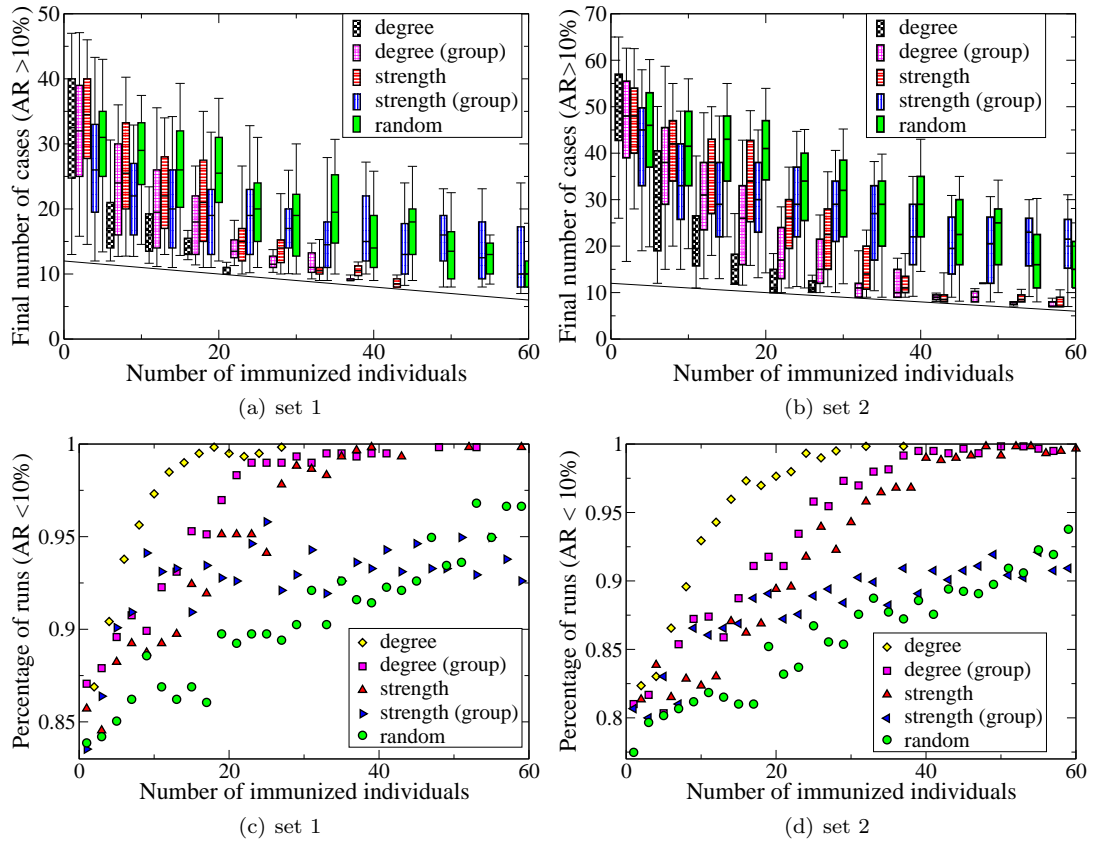 Final number of cases (AR >10%)
50
40
30
20
10
0
0
20
40
60
degree
degree (group)
strength
strength (group)
random
Number of immunized individuals
(a) set 1
Final number of cases (AR>10%)
70
60
50
40
30
20
10
0
0
20
40
60
degree
degree (group)
strength
strength (group)
random
Number of immunized individuals
(b) set 2
Percentage of runs (AR <10%)
1
0.95
0.9
0.85
0
20
40
60
degree
degree (group)
strength
strength (group)
random
Number of immunized individuals
(c) set 1
Percentage of runs (AR < 10%)
1
0.95
0.9
0.85
0.8
0
20
40
60
degree
degree (group)
strength
strength (group)
random
Number of immunized individuals
(d) set 2